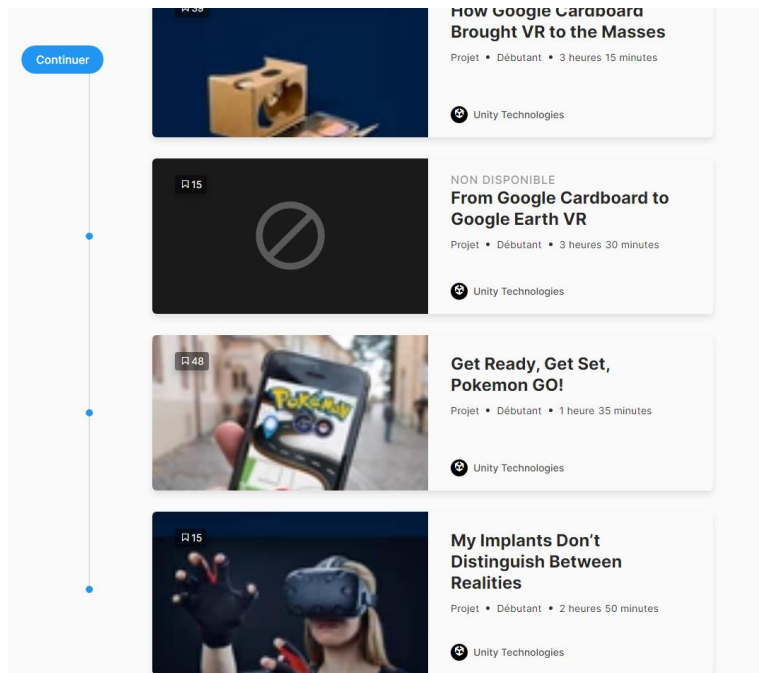 39
How Google Cardboard
Brought VR to the Masses
Projet • Débutant • 3 heures 15 minutes
Unity Technologies
Continuer
15
NON DISPONIBLE
From Google Cardboard to
Google Earth VR
Projet • Débutant • 3 heures 30 minutes
Unity Technologies
48
POKEMON
GO
Get Ready, Get Set,
Pokemon GO!
Projet • Débutant • 1 heure 35 minutes
Unity Technologies
15
My Implants Don’t
Distinguish Between
Realities
Projet • Débutant • 2 heures 50 minutes
Unity Technologies